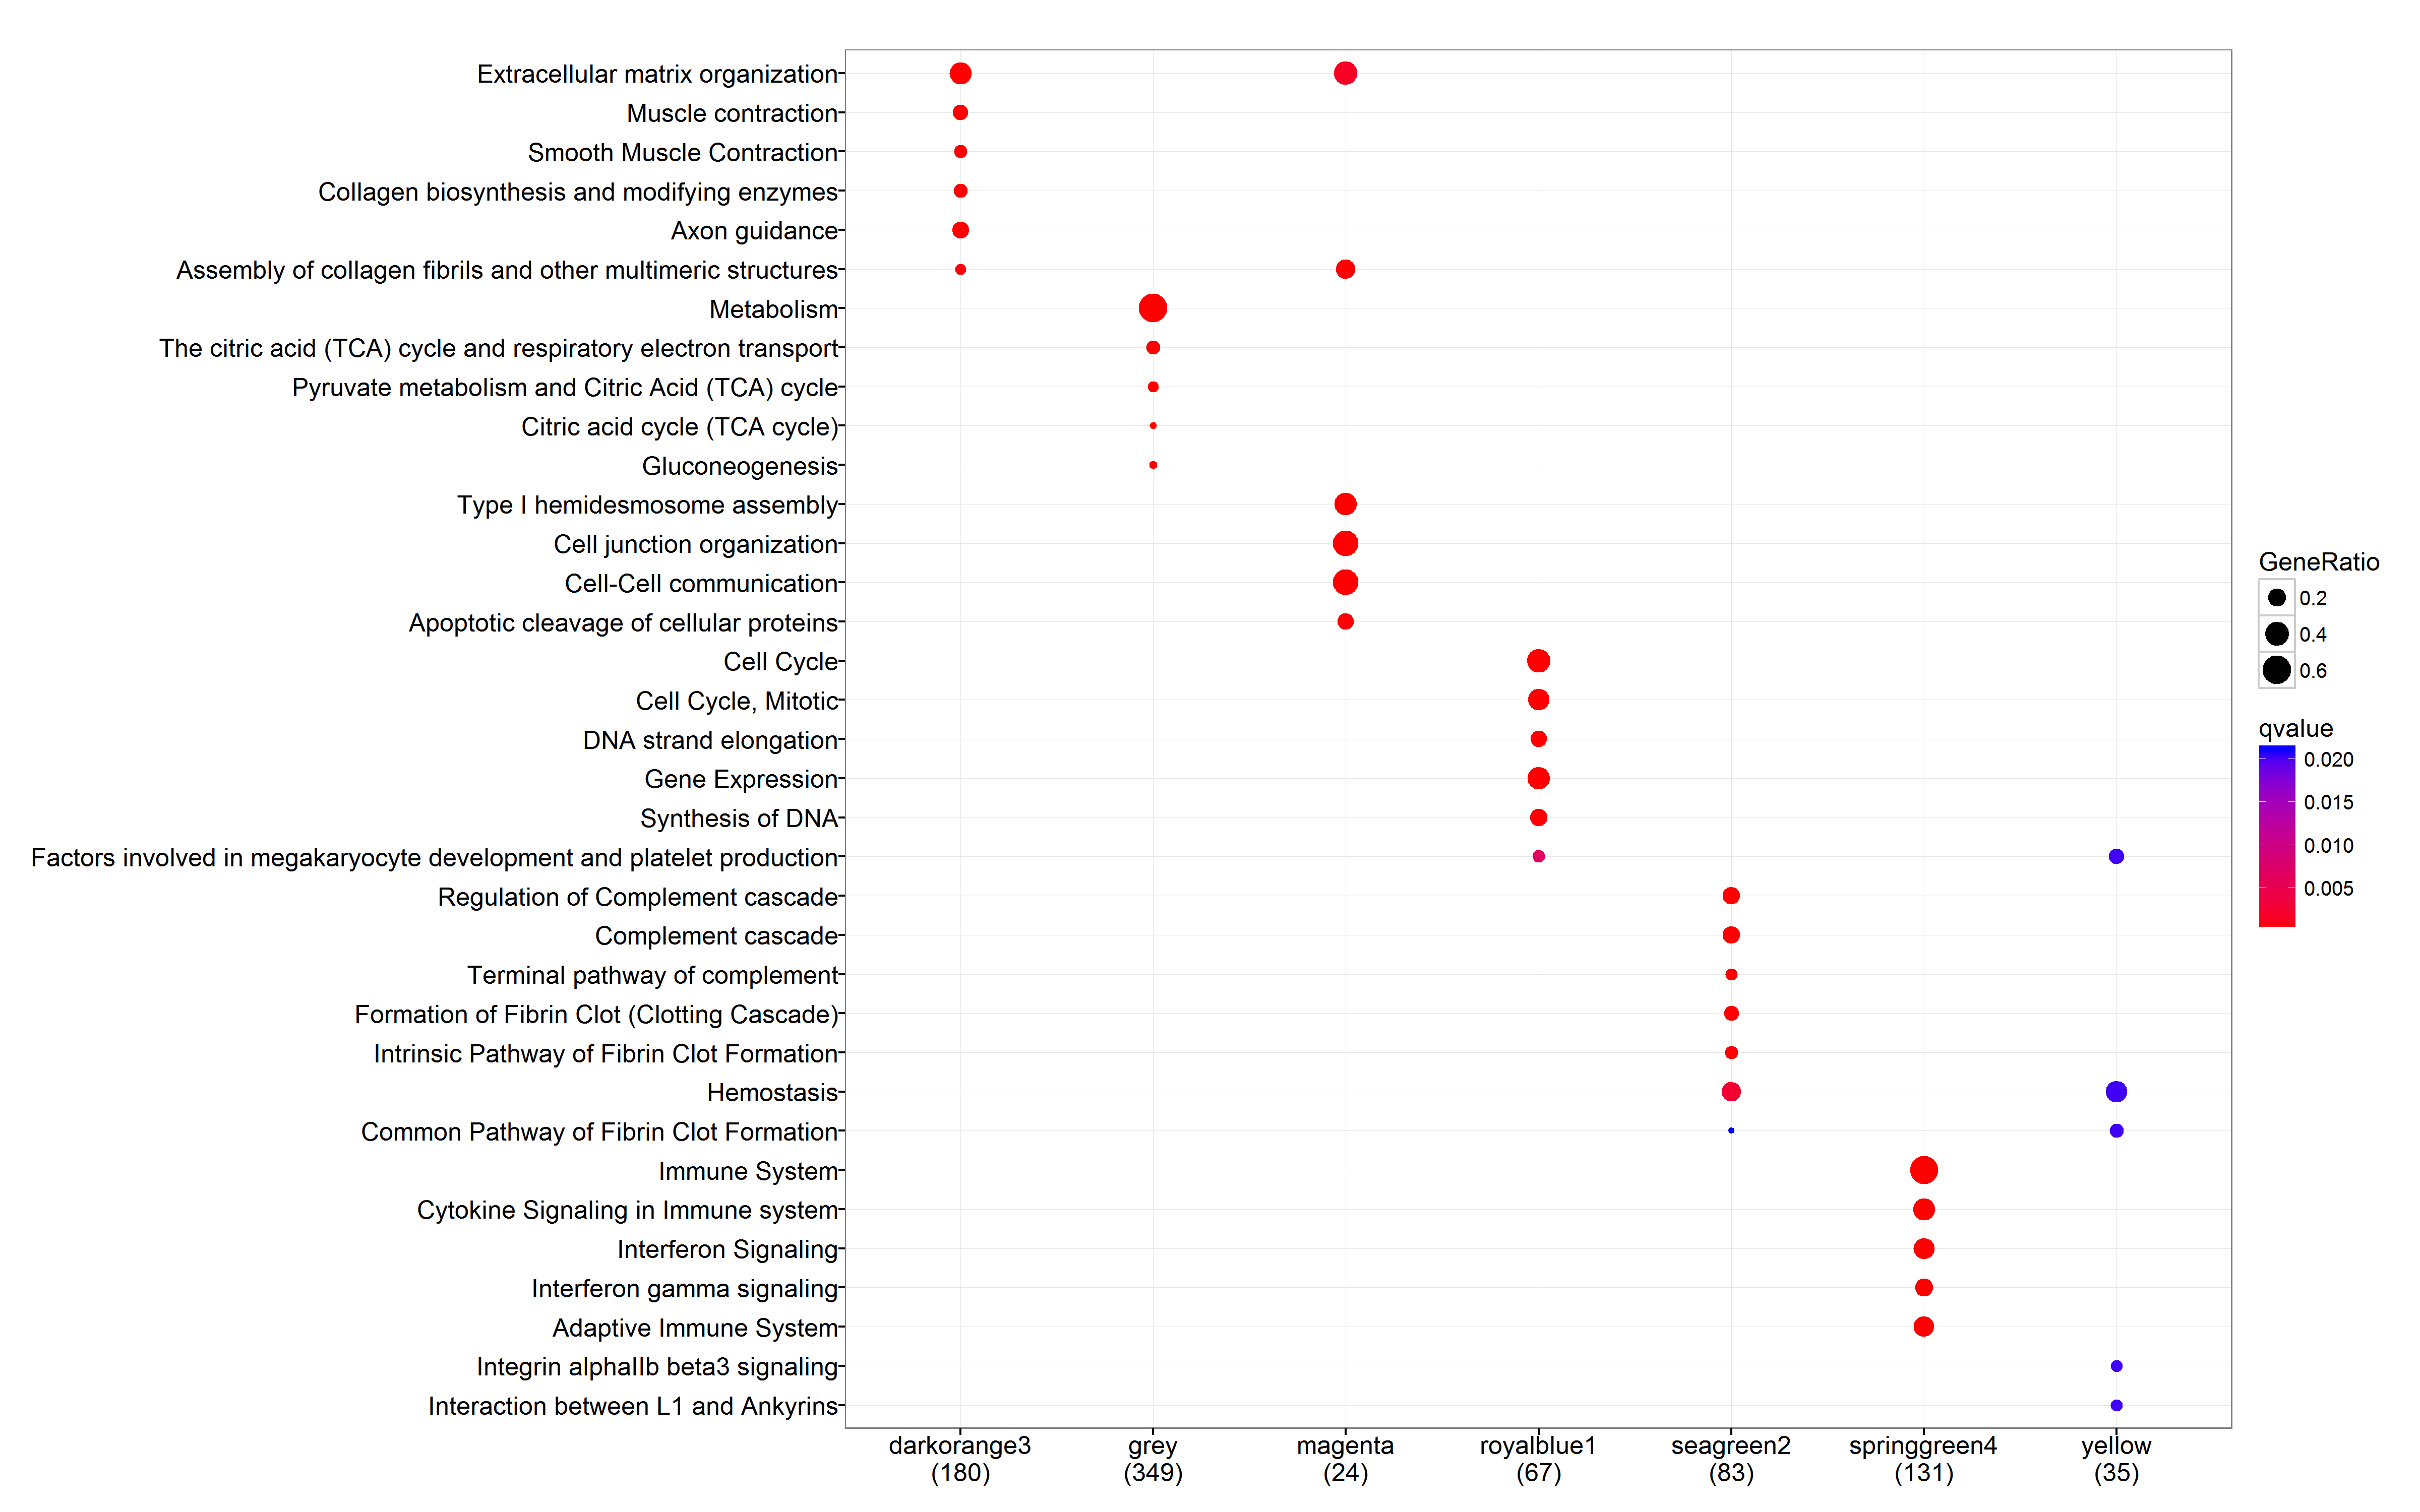 Extracellular matrix organization
Muscle contraction
Smooth Muscle Contraction
Collagen biosynthesis and modifying enzymes
Axon guidance
Assembly of collagen fibrils and other multimeric structures
Metabolism
The citric acid (TCA) cycle and respiratory electron transport
Pyruvate metabolism and Citric Acid (TCA) cycle
Citric acid cycle (TCA cycle)
Gluconeogenesis
Type I hemidesmosome assembly
Cell junction organization
Cell-Cell communication
Apoptotic cleavage of cellular proteins
Cell Cycle
Cell Cycle, Mitotic
DNA strand elongation
Gene Expression
Synthesis of DNA
Factors involved in megakaryocyte development and platelet production
Regulation of Complement cascade
Complement cascade
Terminal pathway of complement
Formation of Fibrin Clot (Clotting Cascade)
Intrinsic Pathway of Fibrin Clot Formation
Hemostasis
Common Pathway of Fibrin Clot Formation
Immune System
Cytokine Signaling in Immune system
Interferon Signaling
Interferon gamma signaling
Adaptive Immune System
Integrin alphaIIb beta3 signaling
Interaction between L1 and Ankyrins
darkorange3 grey magenta royalblue1 seagreen2 springgreen4 yellow
(180) (349) (24) (67) (83) (131) (35)
GeneRatio
0.2
0.4
0.6
qvalue
0.020
0.015
0.010
0.005